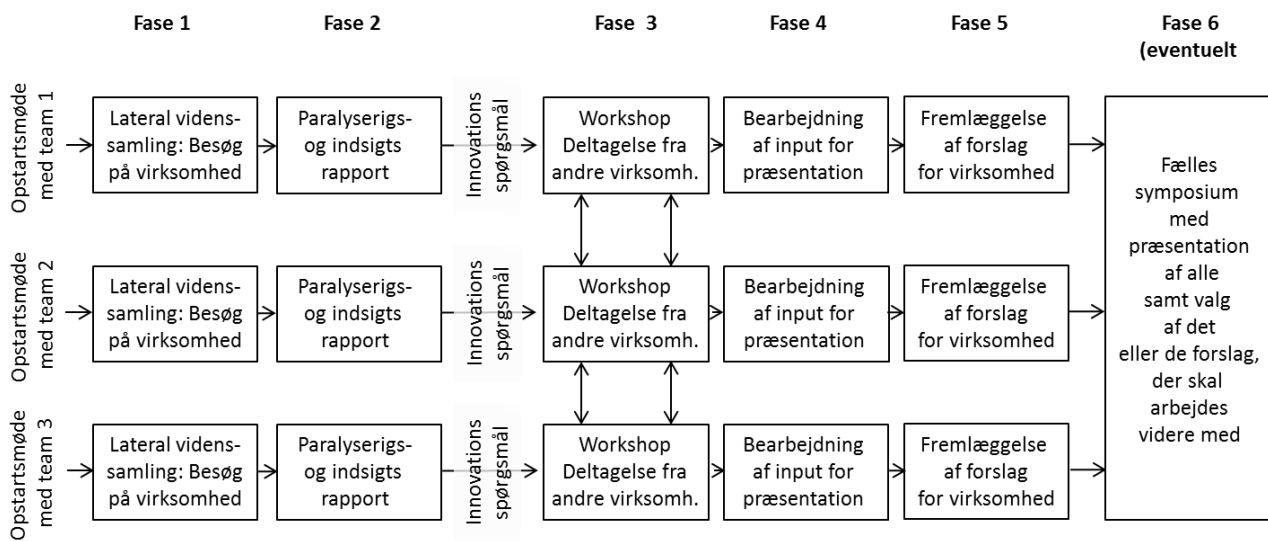 Fase 1
Fase 2
Fase 3
Fase 4
Fase 5
Fase 6
(eventuelt
Opstartsmøde
med team 1
Lateral videns-
samling: Besøg
på virksomhed
Paralyserigs-
og indsigts
rapport
Innovations
spørgsmål
Workshop
Deltagelse fra
andre virksomh.
Bearbejdning
af input for
præsentation
Fremlæggelse
af forslag
for virksomhed
Opstartsmøde
med team 2
Lateral videns-
samling: Besøg
på virksomhed
Paralyserigs-
og indsigts
rapport
Innovations
spørgsmål
Workshop
Deltagelse fra
andre virksomh.
Bearbejdning
af input for
præsentation
Fremlæggelse
af forslag
for virksomhed
Opstartsmøde
med team 3
Lateral videns-
samling: Besøg
på virksomhed
Paralyserigs-
og indsigts
rapport
Innovations
spørgsmål
Workshop
Deltagelse fra
andre virksomh.
Bearbejdning
af input for
præsentation
Fremlæggelse
af forslag
for virksomhed
Fælles
symposium
med
præsentation
af alle
samt valg
af det
eller de forslag,
der skal
arbejdes
videre med